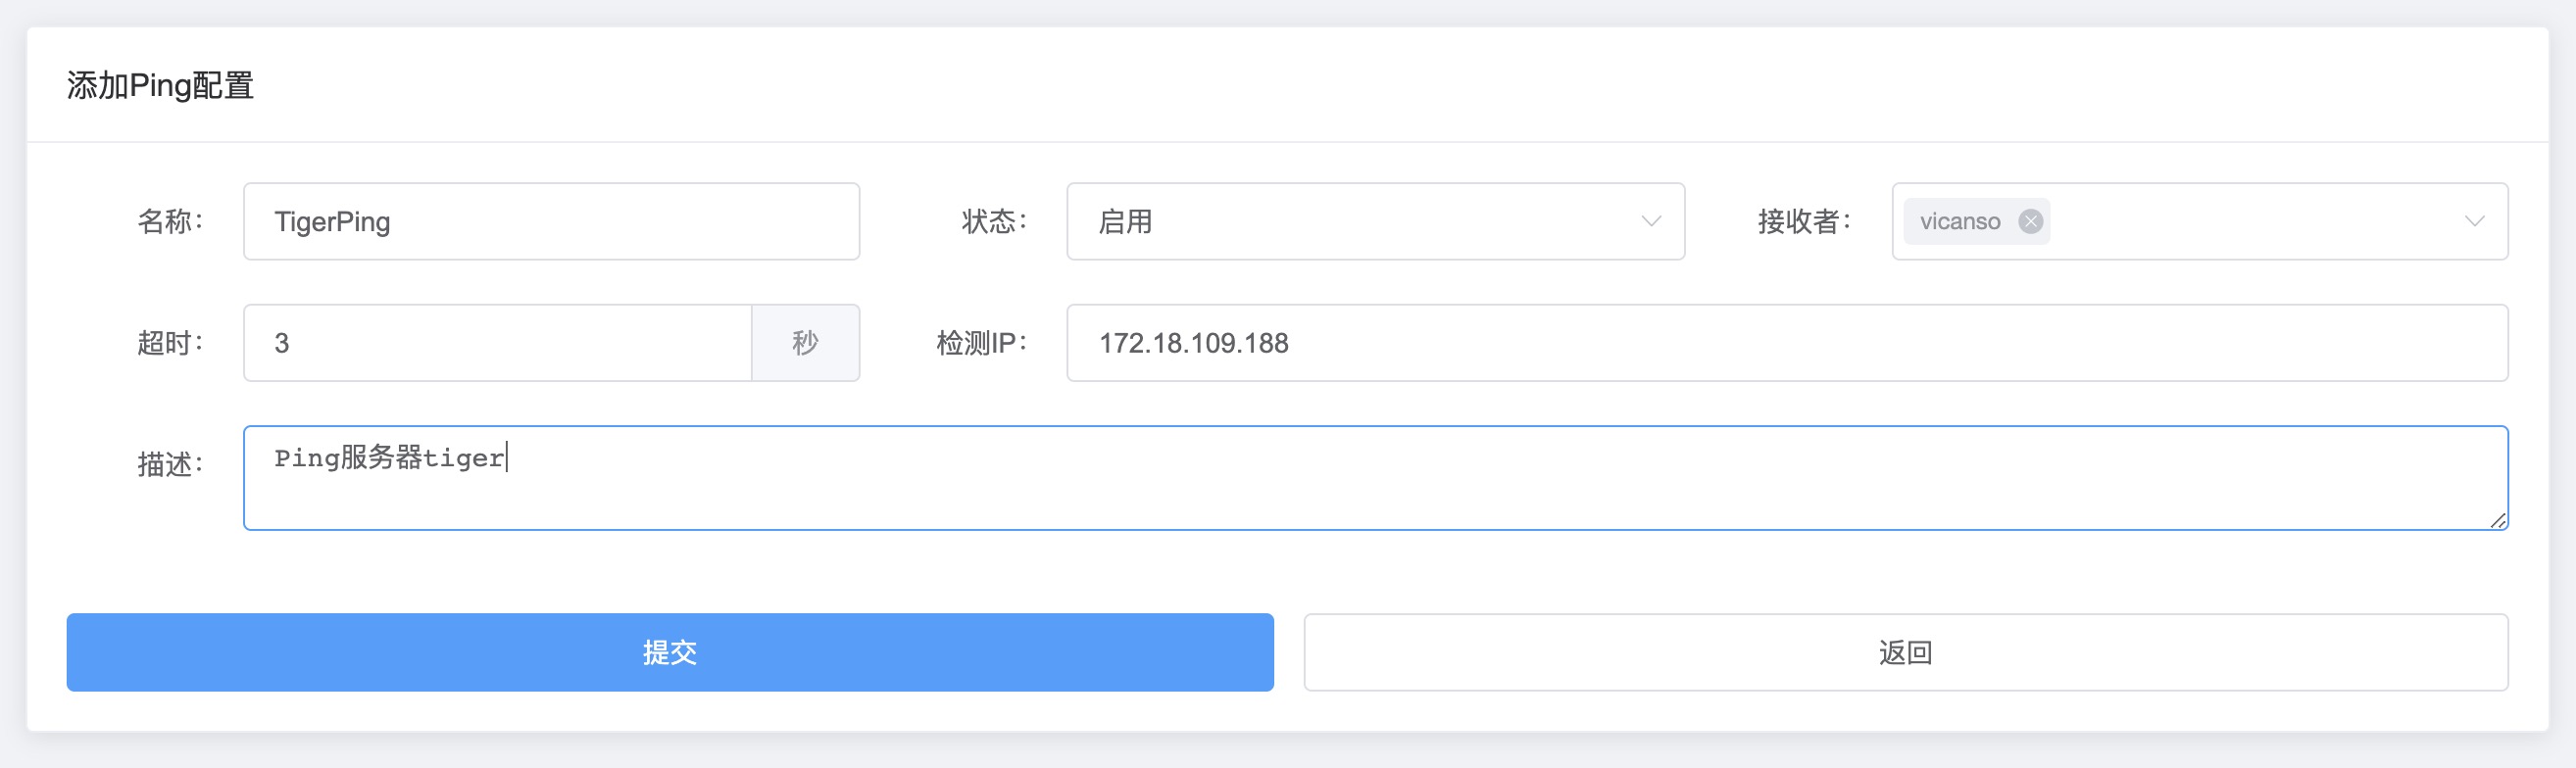 添加Ping配置
名称： TigerPing 状态： 启用 接收者： vicanso
超时： 3 秒 检测IP： 172.18.109.188
描述： Ping服务器tiger
提交 返回